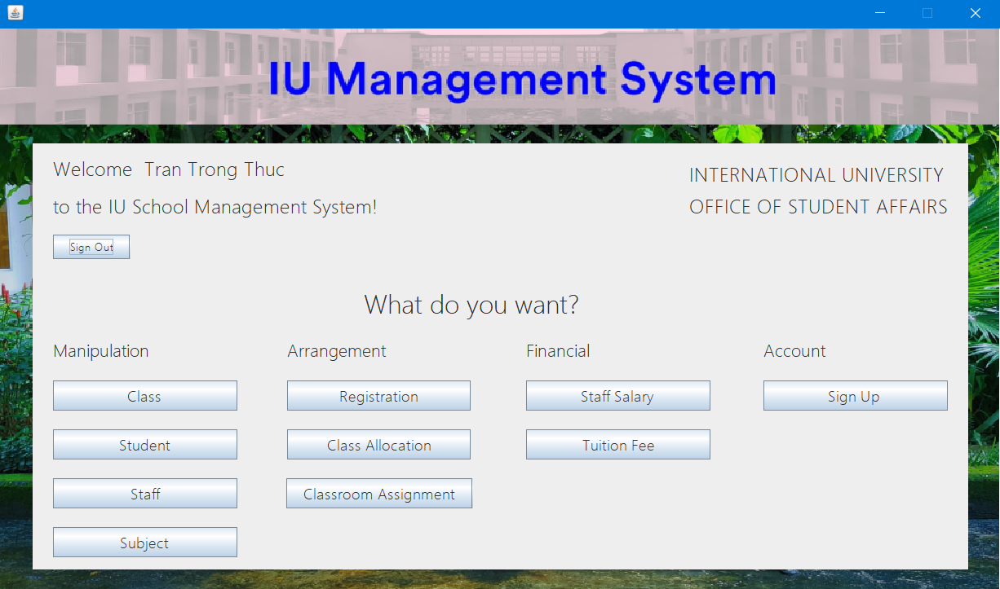 IU Management System
Welcome Tran Trong Thuc
to the IU School Management System!
INTERNATIONAL UNIVERSITY
OFFICE OF STUDENT AFFAIRS
Sign Out
What do you want?
Manipulation
Class
Student
Staff
Subject
Arrangement
Registration
Class Allocation
Classroom Assignment
Financial
Staff Salary
Tuition Fee
Account
Sign Up